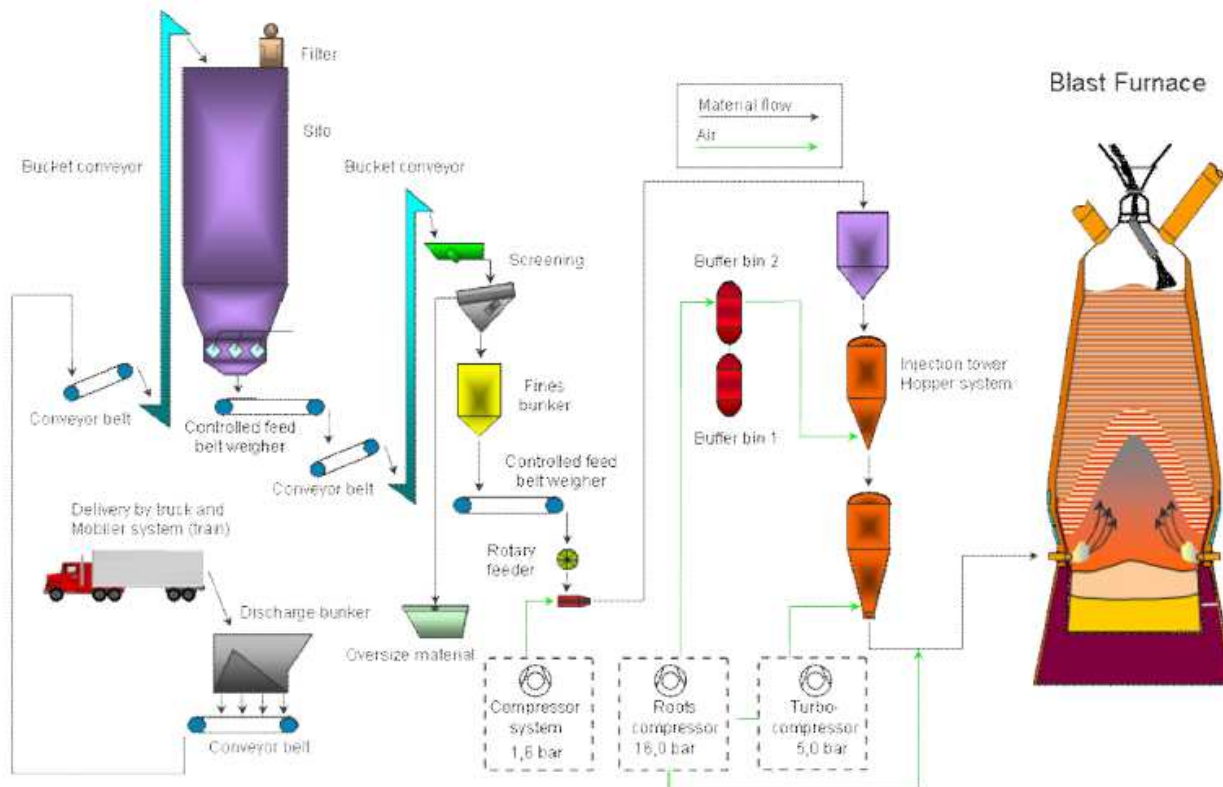 Filter
Silo
Bucket conveyor
Bucket conveyor
Material flow
Air
Blast Furnace
Screening
Buffer bin 2
Injection tower
Hopper system
Fines
bunker
Buffer bin 1
Conveyor belt
Controlled feed
belt weigher
Conveyor belt
Controlled feed
belt weigher
Delivery by truck and
Mobiler system (train)
Rotary
feeder
Discharge bunker
Oversize material
Conveyor belt
Compressor
system
1,6 bar
Roots
compressor
16,0 bar
Turbo-
compressor
5,0 bar